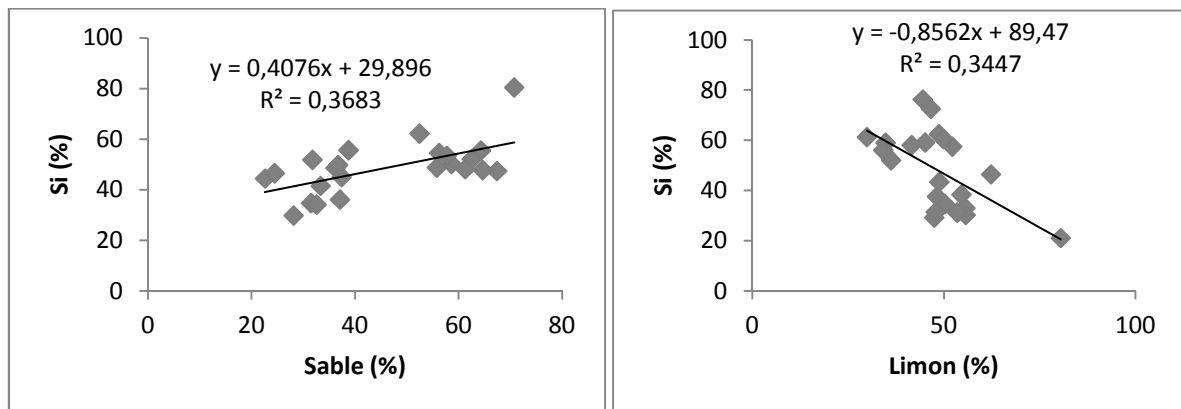 100
80
60
40
20
0
0
20
40
60
80
Si (%)
Sable (%)
y = 0,4076x + 29,896
R² = 0,3683
100
80
60
40
20
0
0
50
100
Si (%)
Limon (%)
y = -0,8562x + 89,47
R² = 0,3447